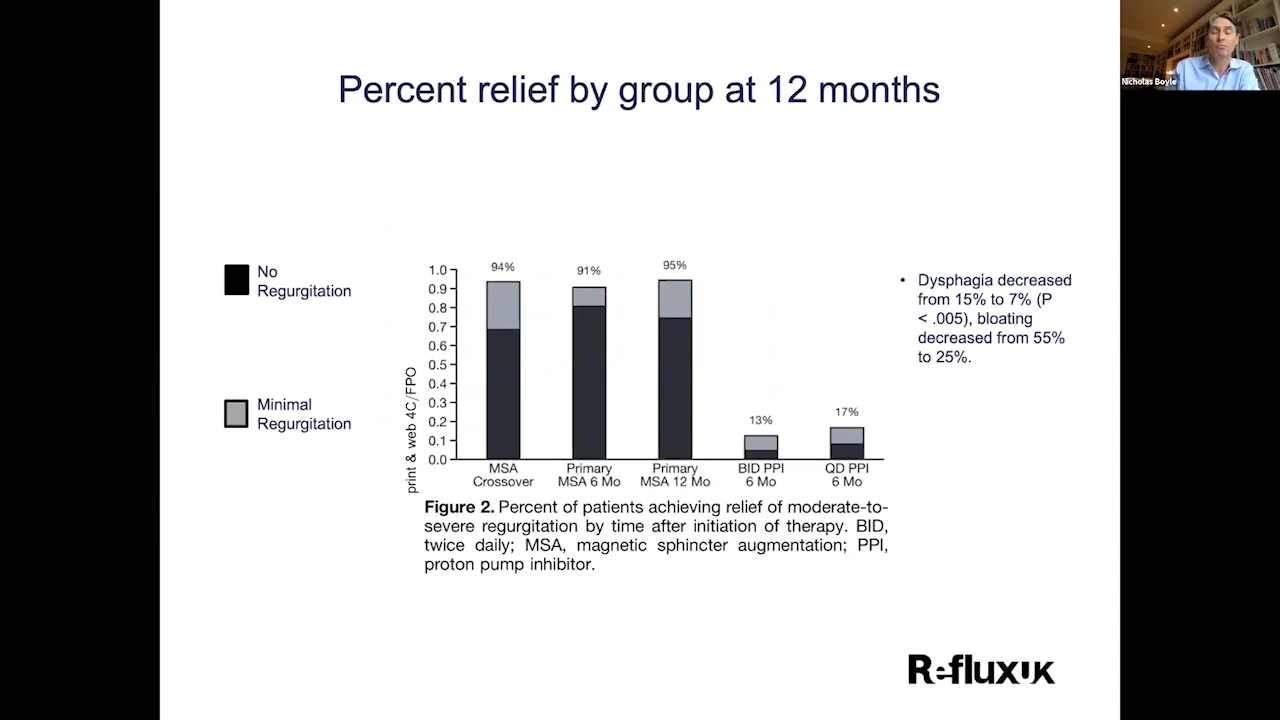 Nicholas Boyle
Percent relief by group at 12 months
No
Regurgitation
Minimal
Regurgitation
print & web 4C/FPO
1.0
0.9
0.8
0.7
0.6
0.5
0.4
0.3
0.2
0.1
0.0
94%
91%
95%
13%
17%
MSA
Crossover
Primary
MSA 6 Mo
Primary
MSA 12 Mo
BID PPI
6 Mo
QD PPI
6 Mo
Figure 2. Percent of patients achieving relief of moderate-to-
severe regurgitation by time after initiation of therapy. BID,
twice daily; MSA, magnetic sphincter augmentation; PPI,
proton pump inhibitor.
• Dysphagia decreased
from 15% to 7% (P
< .005), bloating
decreased from 55%
to 25%.
RefluxUK